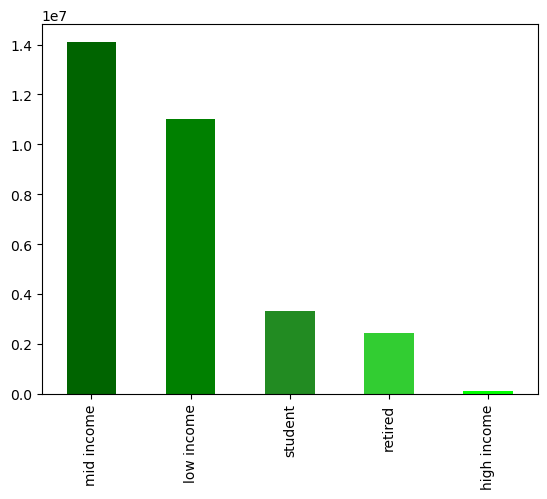 1e7
1.4
1.2
1.0
0.8
0.6
0.4
0.2
0.0
mid income
low income
student
retired
high income